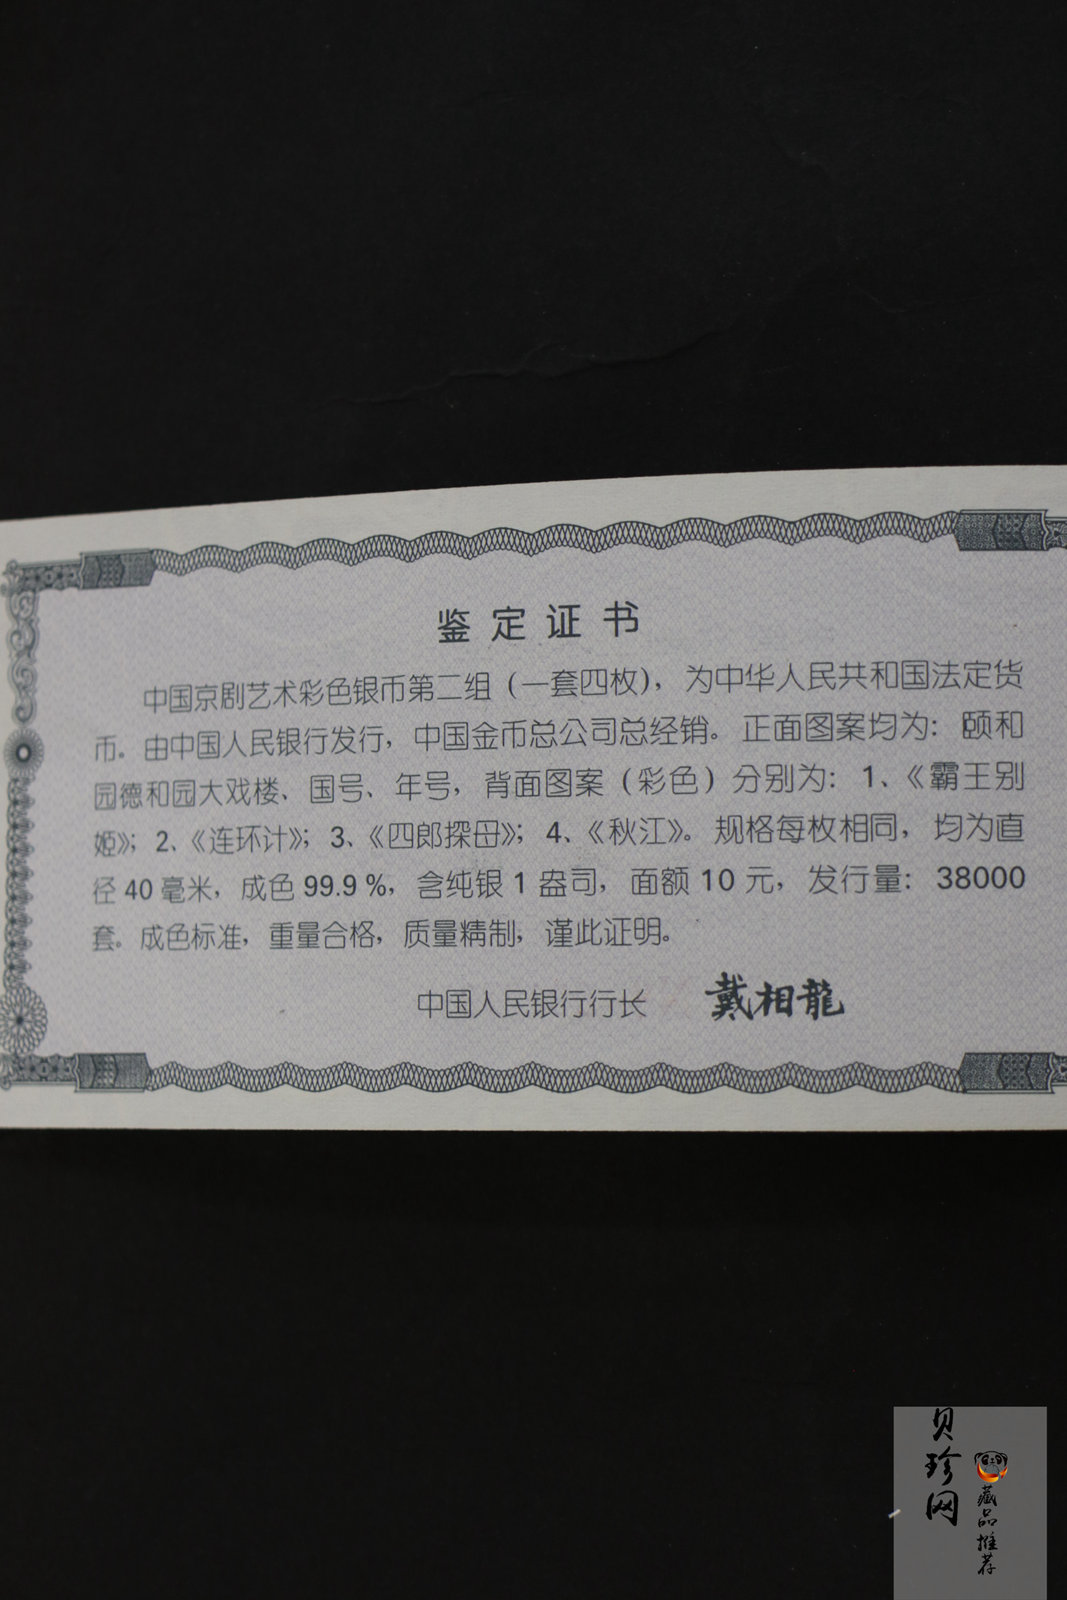 鉴定证书
中国京剧艺术彩色银币第二组（一套四枚），为中华人民共和国法定货
币。由中国人民银行发行，中国金币总公司总经销。正面图案均为：颐和
园德和园大戏楼、国号、年号，背面图案（彩色）分别为：1、《霸王别
姬》；2、《连环计》；3、《四郎探母》；4、《秋江》。规格每枚相同，均为直
径40毫米，成色99.9%，含纯银1盎司，面额10元，发行量：38000
套。成色标准，重量合格，质量精制，谨此证明。
中国人民银行行长 戴相龍
贝珍网
藏品推荐